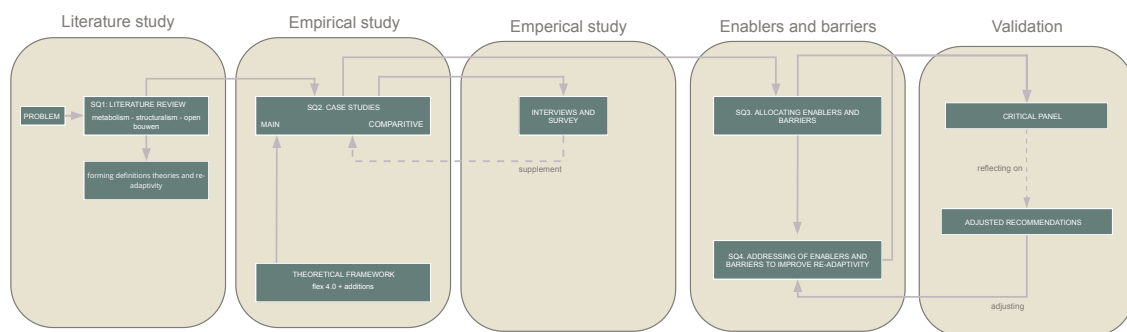 Literature study
Empirical study
Emperical study
Enablers and barriers
Validation
PROBLEM
SQ1: LITERATURE REVIEW
metabolism - structuralism - open
bouwen
forming definitions theories and re-
adaptivity
SQ2: CASE STUDIES
MAIN
COMPARITIVE
THEORETICAL FRAMEWORK
flex 4.0 + additions
INTERVIEWS AND
SURVEY
supplement
SQ3. ALLOCATING ENABLERS AND
BARRIERS
SQ4. ADDRESSING OF ENABLERS AND
BARRIERS TO IMPROVE RE-ADAPTIVITY
CRITICAL PANEL
reflecting on
ADJUSTED RECOMMENDATIONS
adjusting